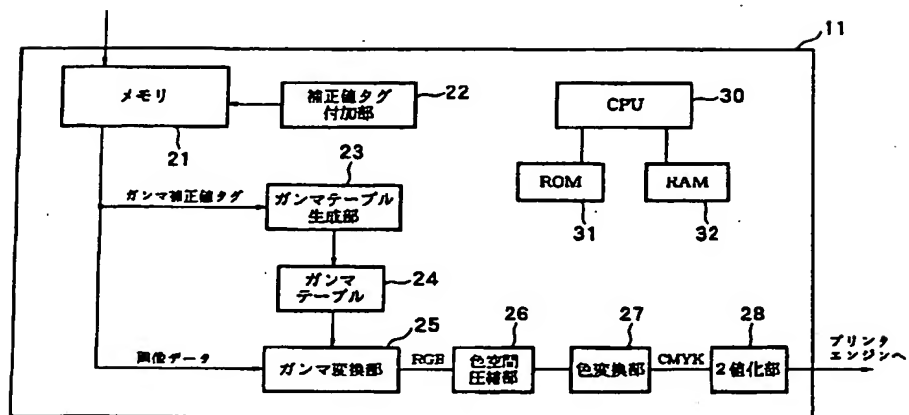 11
メモリ
21
補正値タグ
付加部
22
CPU
30
ROM
31
RAM
32
ガンマ補正値タグ
23
ガンマテーブル
生成部
ガンマ
テーブル
24
画像データ
25
ガンマ変換部
RGB
26
色空間
圧縮部
27
色変換部
CMYK
28
2値化部
プリンタ
エンジンへ